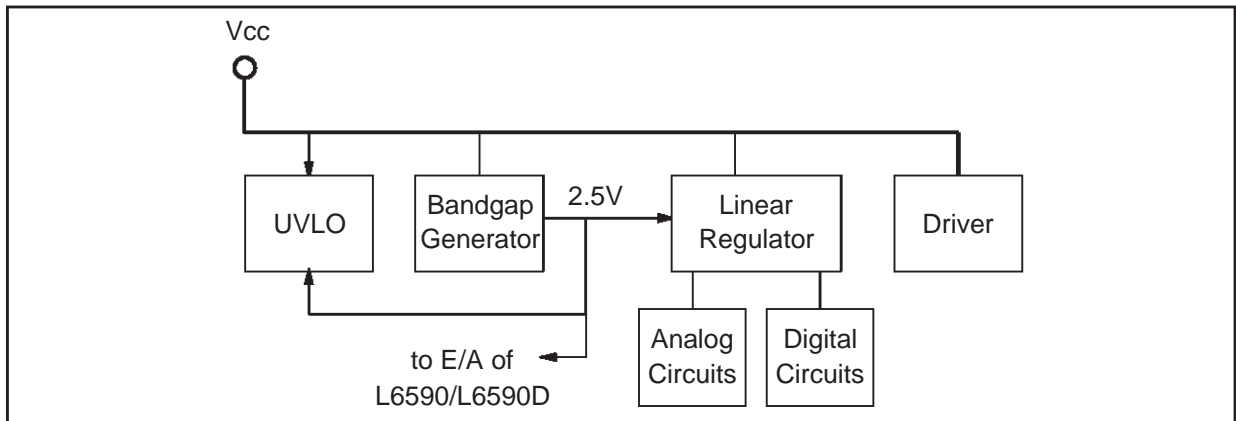 Vcc
UVLO
Bandgap
Generator
2.5V
Linear
Regulator
Driver
Analog
Circuits
Digital
Circuits
to E/A of
L6590/L6590D